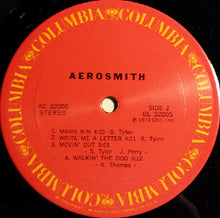 COLUMBIA COLUMBIA COLUMBIA COLUMBIA COLUMBIA COLUMBIA
AEROSMITH
KC 32005 SIDE 2
STEREO BL 32005
℗ 1973 CBS, INC.
1. MAMA KIN 4:25 -S. Tyler-
2. WRITE ME A LETTER 4:11 -S. Tyler-
3. MOVIN' OUT 5:03
-S. Tyler - J. Perry-
4. WALKIN' THE DOG 3:12
-R. Thomas-